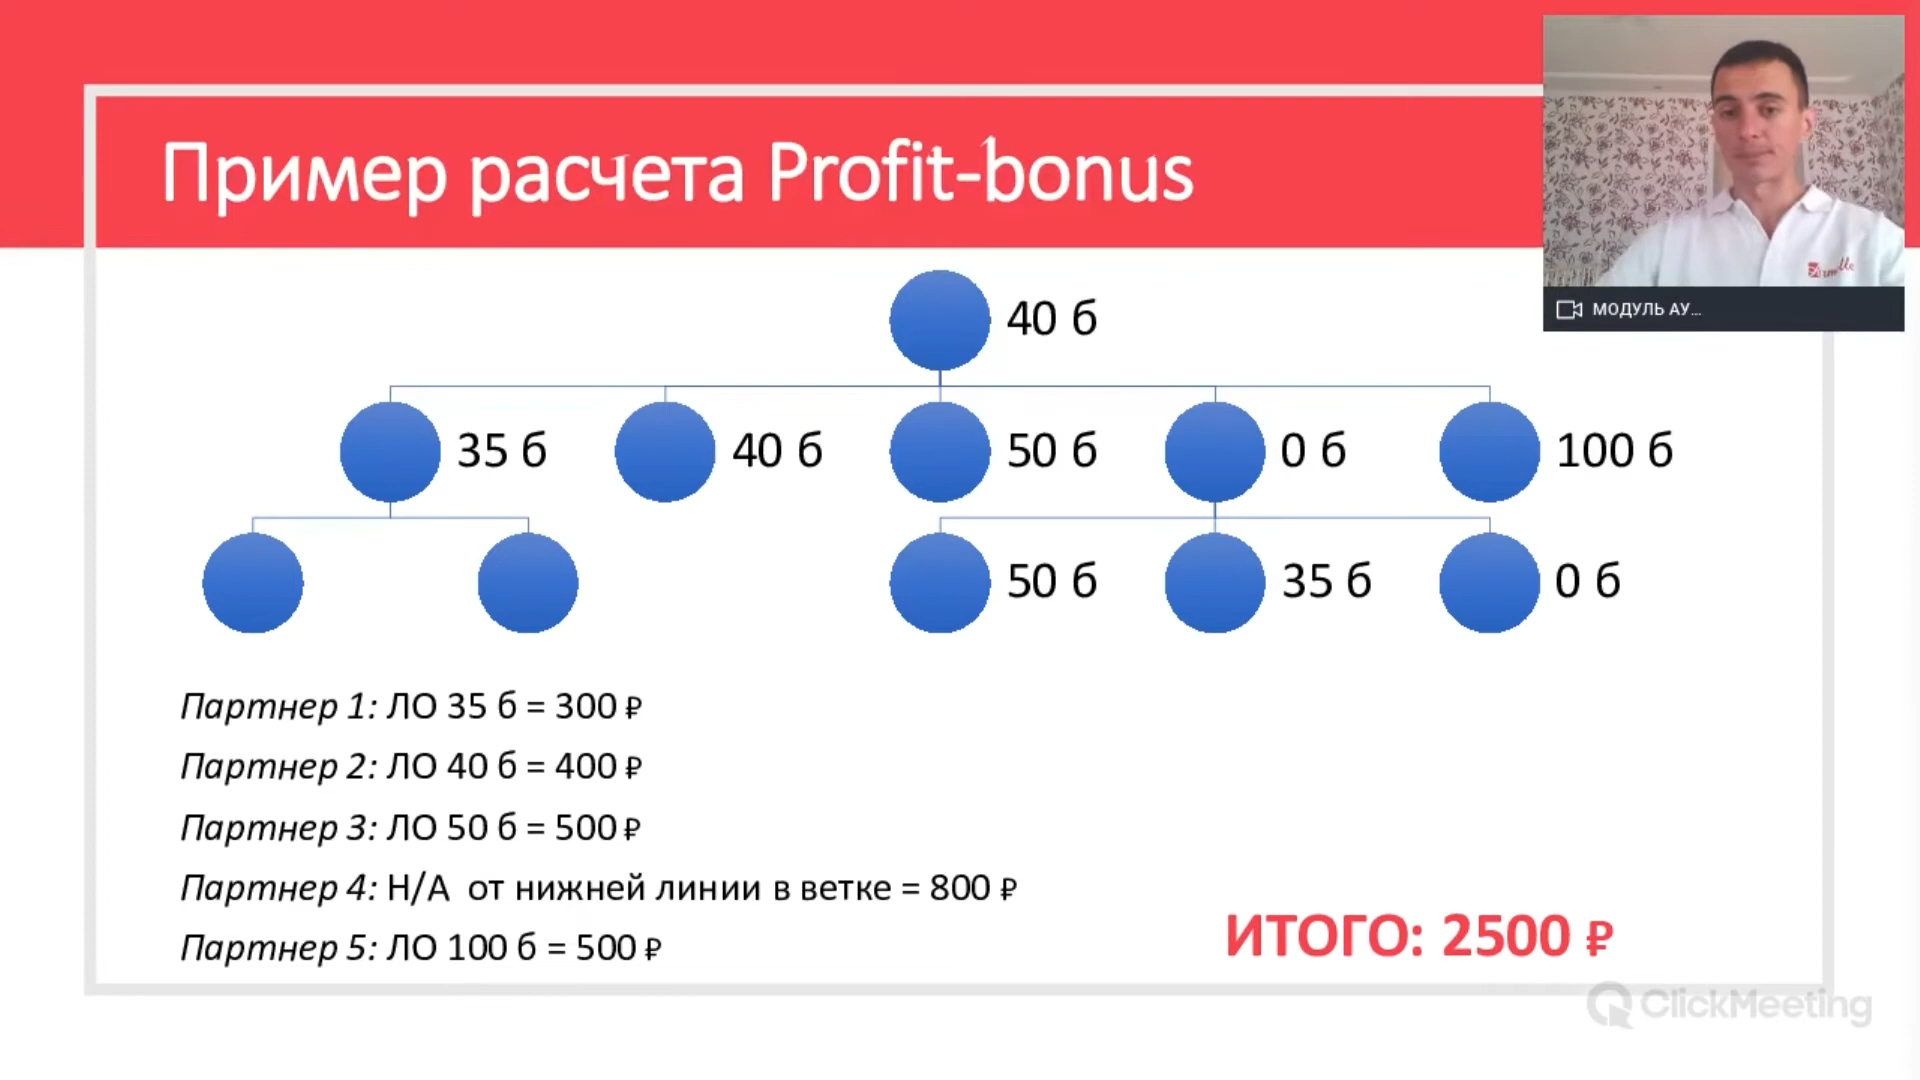 Пример расчета Profit-bonus
МОДУЛЬ АУ...
40 б
35 б
40 б
50 б
0 б
100 б
50 б
35 б
0 б
Партнер 1: ЛО 35 б = 300 ₽
Партнер 2: ЛО 40 б = 400 ₽
Партнер 3: ЛО 50 б = 500 ₽
Партнер 4: Н/А от нижней линии в ветке = 800 ₽
Партнер 5: ЛО 100 б = 500 ₽
ИТОГО: 2500 ₽
ClickMeeting